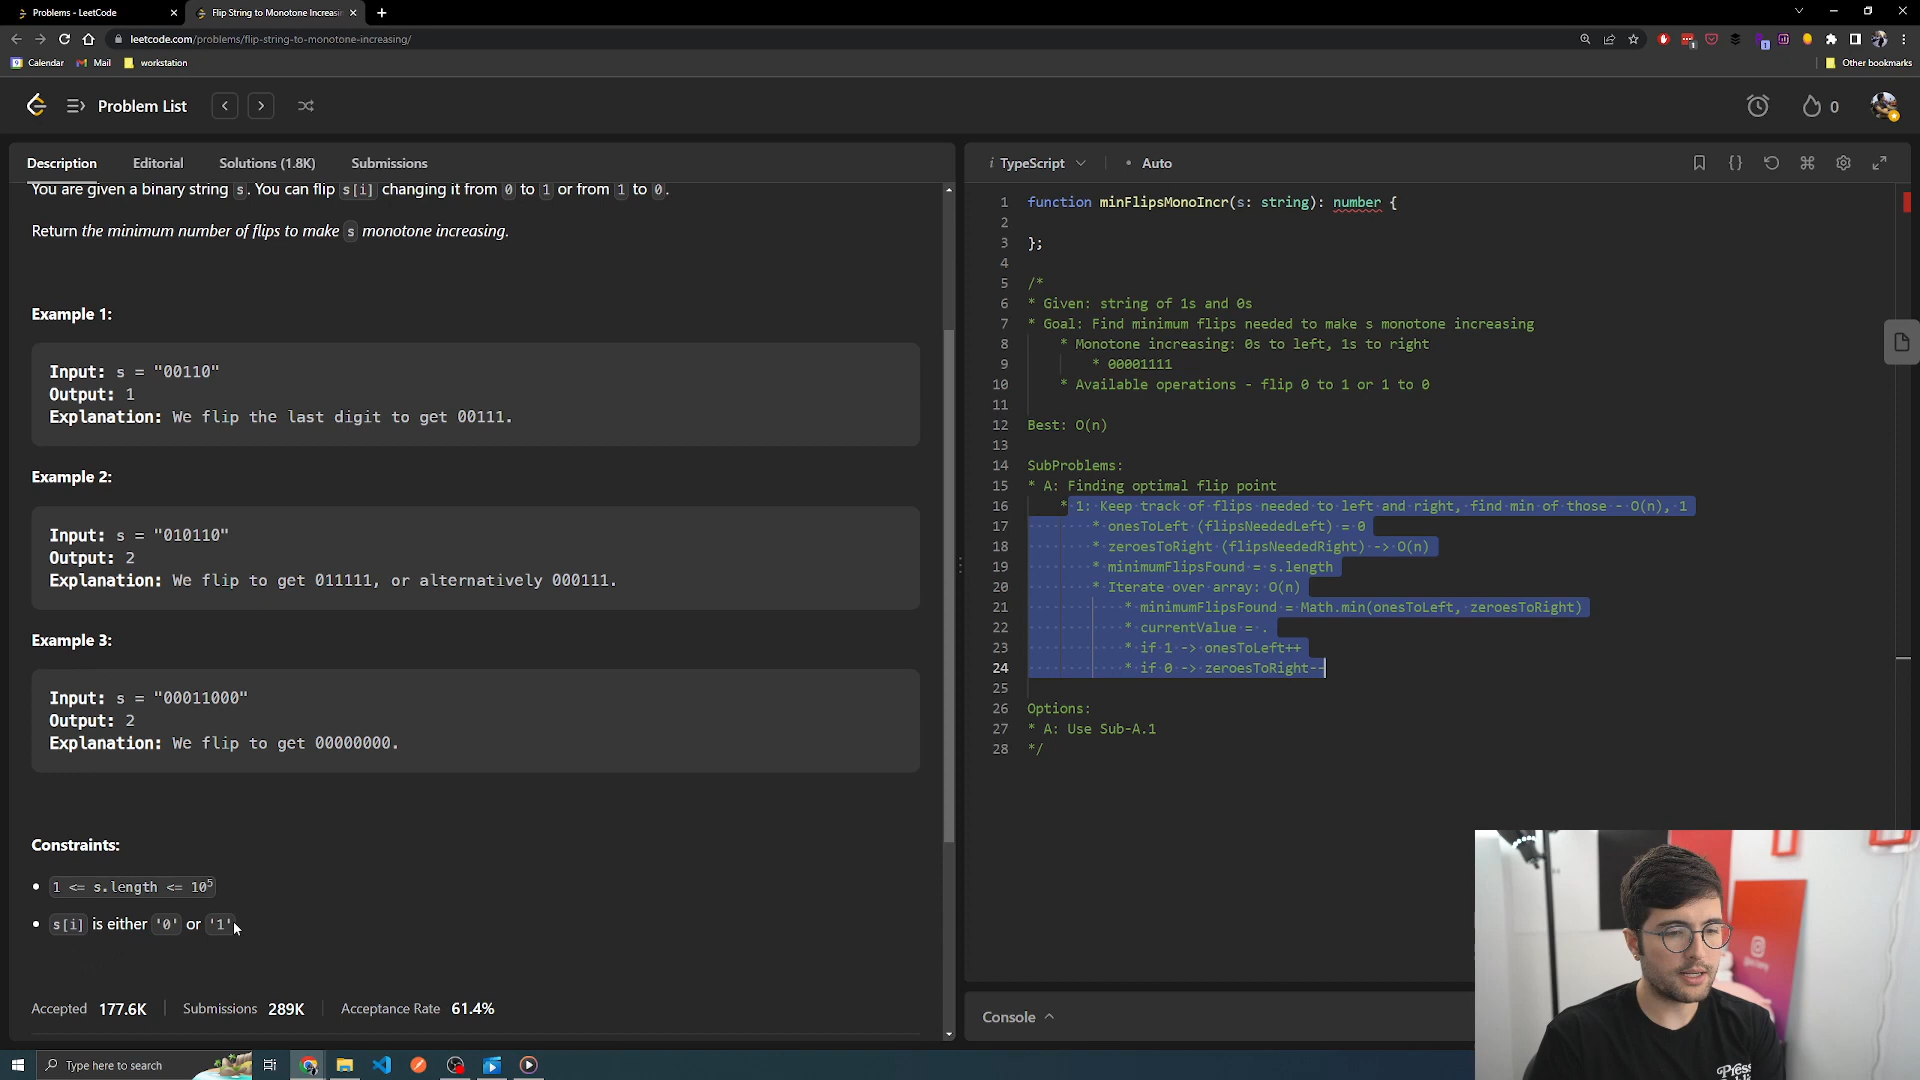 Problems - LeetCode
Flip String to Monotone Increasin
leetcode.com/problems/flip-string-to-monotone-increasing/
Calendar
Mail
workstation
Other bookmarks
Problem List
0
Description
Editorial
Solutions (1.8K)
Submissions
You are given a binary string s. You can flip s[i] changing it from 0 to 1 or from 1 to 0.
Return the minimum number of flips to make s monotone increasing.
Example 1:
Input: s = "00110"
Output: 1
Explanation: We flip the last digit to get 00111.
Example 2:
Input: s = "010110"
Output: 2
Explanation: We flip to get 011111, or alternatively 000111.
Example 3:
Input: s = "00011000"
Output: 2
Explanation: We flip to get 00000000.
Constraints:
1 <= s.length <= 10⁵
s[i] is either '0' or '1'
Accepted 177.6K
Submissions 289K
Acceptance Rate 61.4%
i TypeScript
• Auto
1 function minFlipsMonoIncr(s: string): number {
2
3 };
4
5 /*
6 * Given: string of 1s and 0s
7 * Goal: Find minimum flips needed to make s monotone increasing
8 * Monotone increasing: 0s to left, 1s to right
9 * 00001111
10 * Available operations - flip 0 to 1 or 1 to 0
11
12 Best: O(n)
13
14 SubProblems:
15 * A: Finding optimal flip point
16 * 1: Keep track of flips needed to left and right, find min of those - O(n), 1
17 * onesToLeft (flipsNeededLeft) = 0
18 * zeroesToRight (flipsNeededRight) -> O(n)
19 * minimumFlipsFound = s.length
20 * Iterate over array: O(n)
21 * minimumFlipsFound = Math.min(onesToLeft, zeroesToRight)
22 * currentValue = .
23 * if 1 -> onesToLeft++
24 * if 0 -> zeroesToRight--
25
26 Options:
27 * A: Use Sub-A.1
28 */
Console
Type here to search